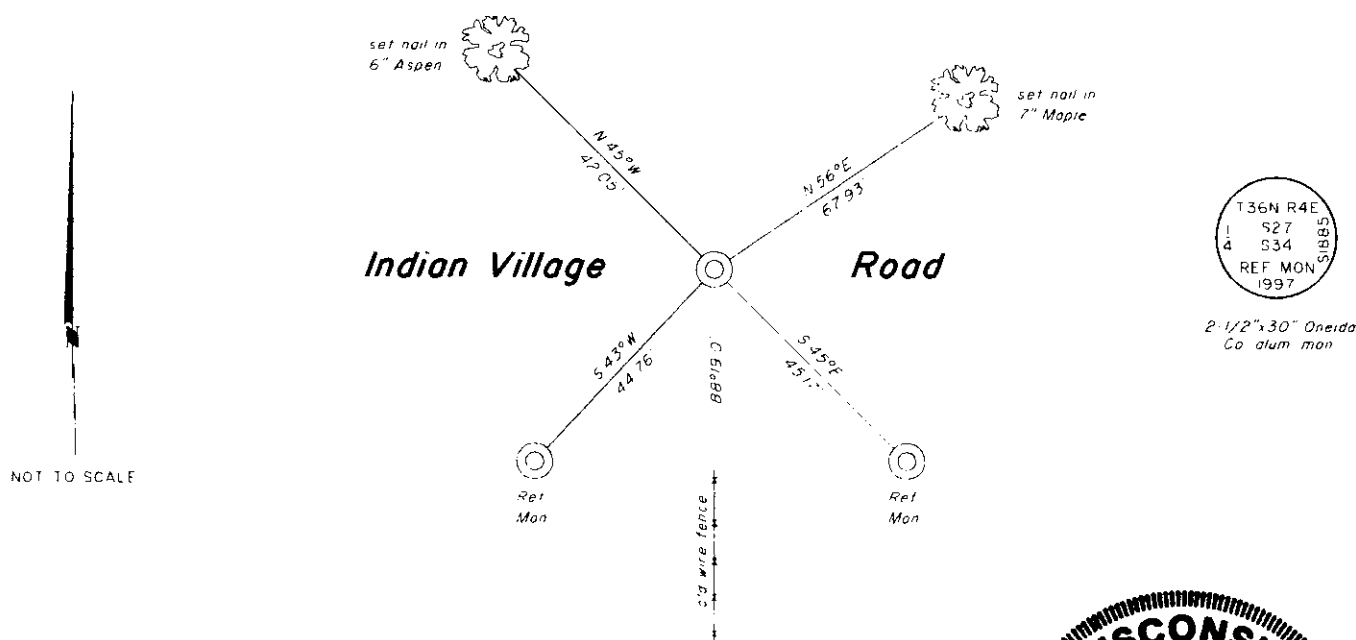 set nail in
6" Aspen
set nail in
7" Maple
N 45°W
N 56°E
67.93'
Indian Village Road
T36N R4E
1/4 S27
S34
S1885
REF MON
1997
2-1/2"x30" Oneida
Co alum mon
S 43°W
44.76'
S 45°E
NOT TO SCALE
Ref
Mon
Ref
Mon
old wire fence